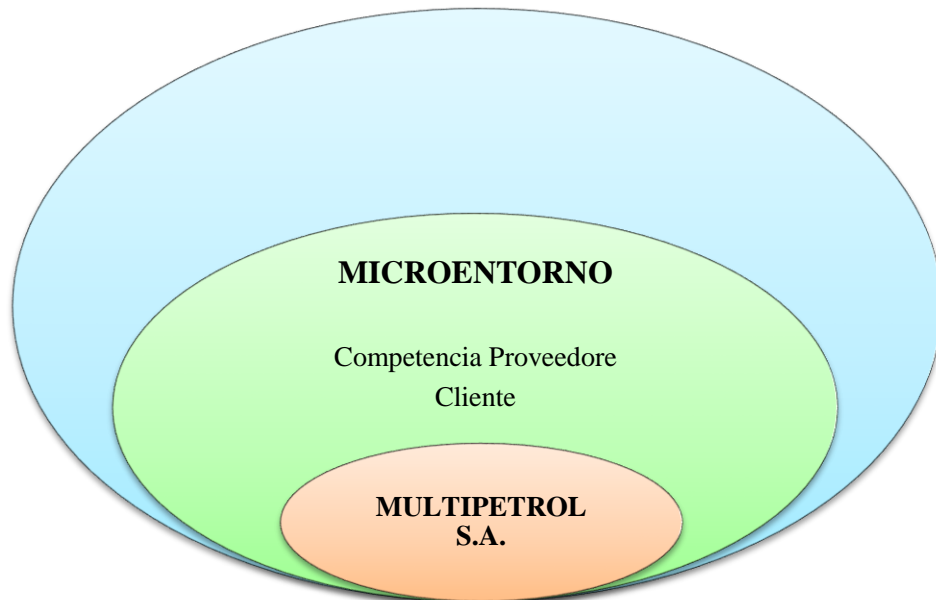 MICROENTORNO
Competencia Proveedore
Cliente
MULTIPETROL
S.A.